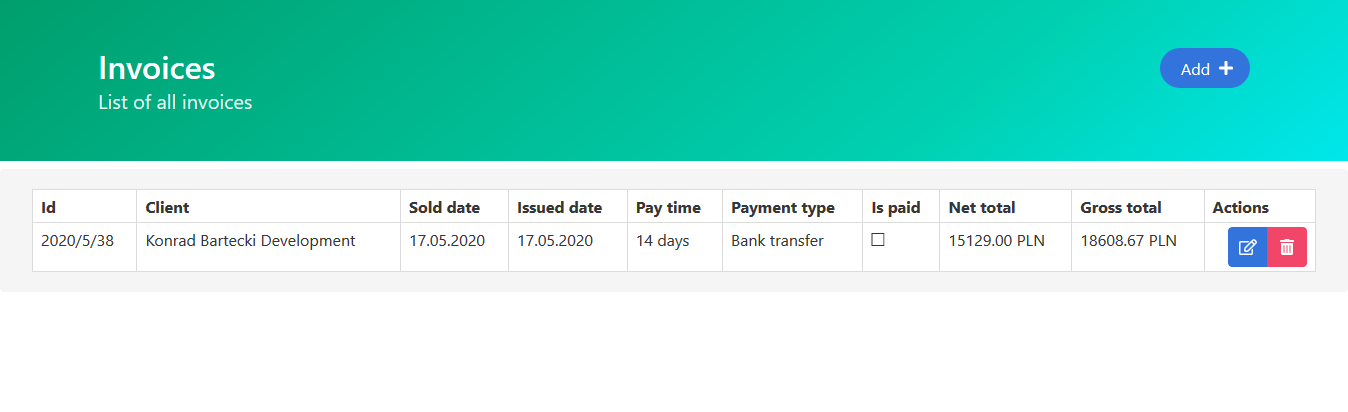 Invoices
Add
List of all invoices
Id Client Sold date Issued date Pay time Payment type Is paid Net total Gross total Actions
2020/5/38 Konrad Bartecki Development 17.05.2020 17.05.2020 14 days Bank transfer ☐ 15129.00 PLN 18608.67 PLN